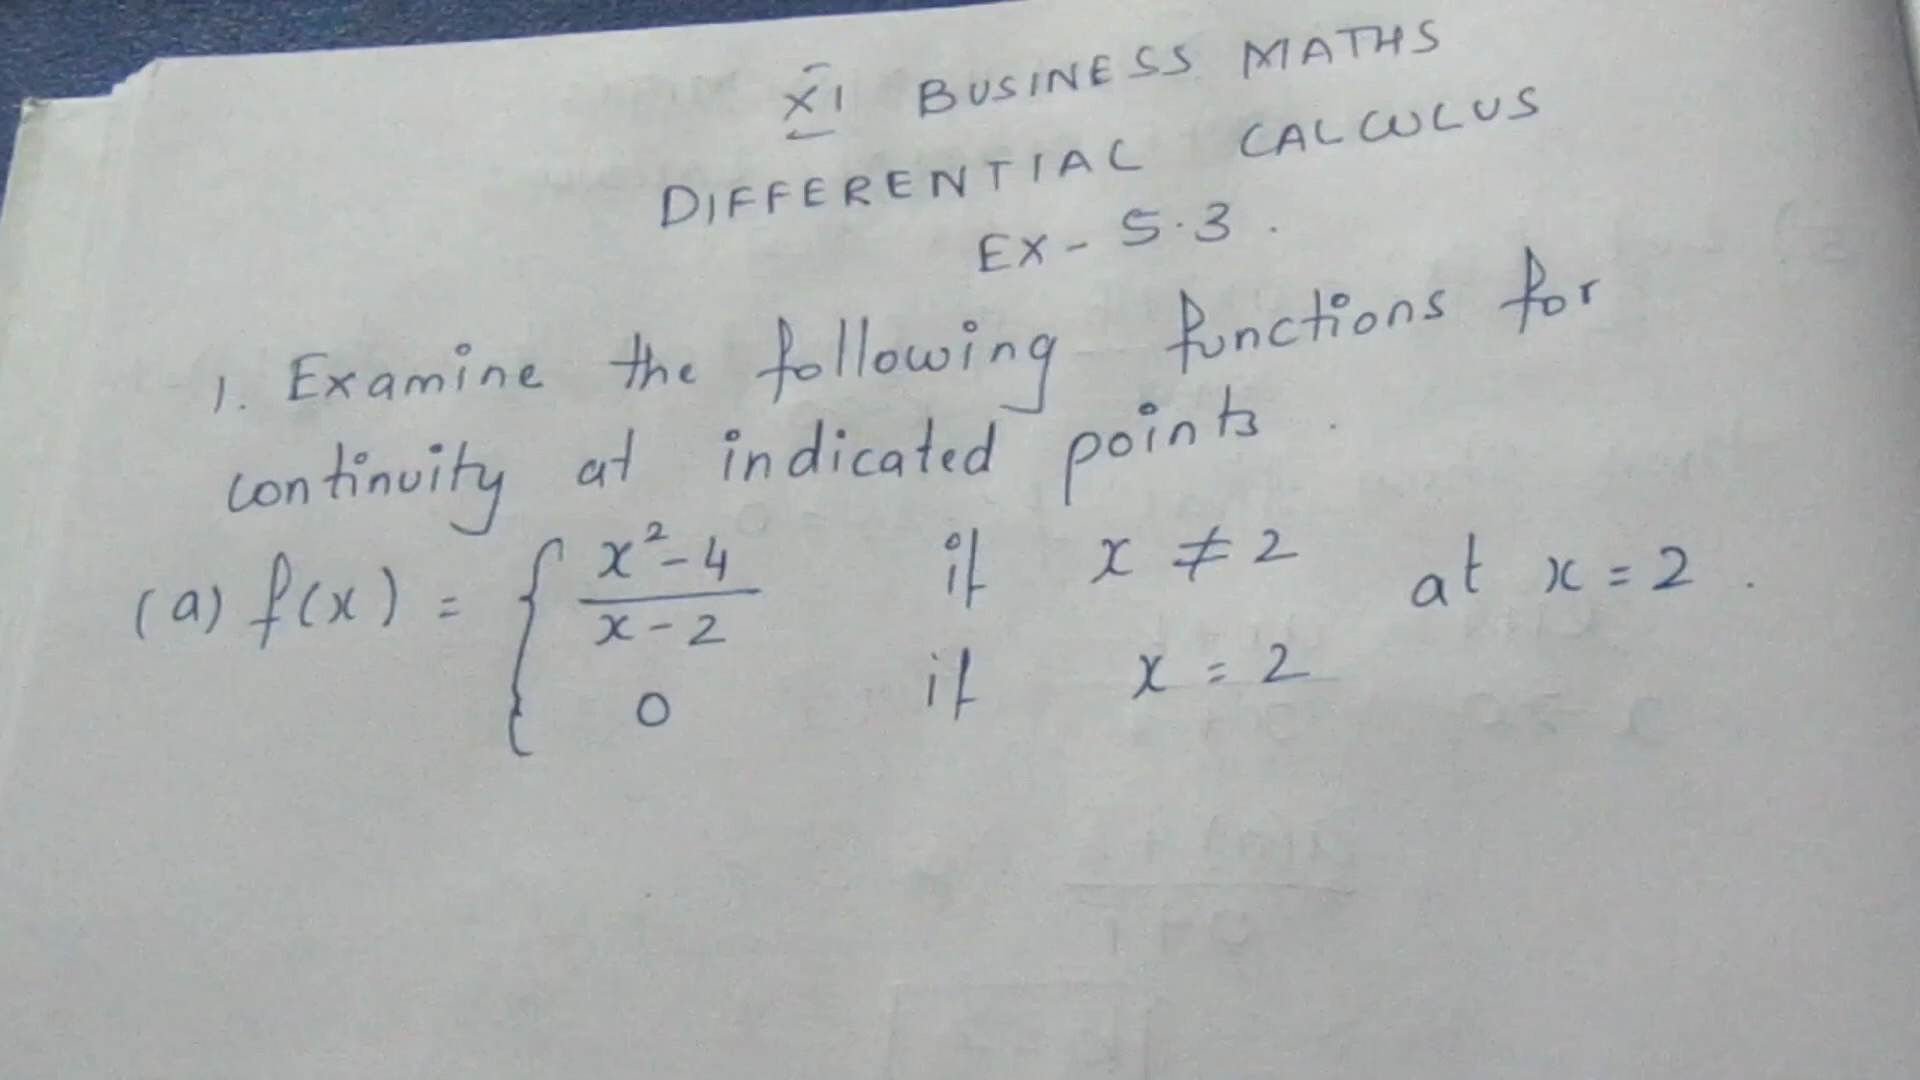 XI BUSINESS MATHS
DIFFERENTIAL CALCULUS
EX - 5.3.
1. Examine the following functions for
continuity at indicated points.
(a) f(x) = { x² - 4 / x - 2 if x ≠ 2 at x = 2.
0 if x = 2